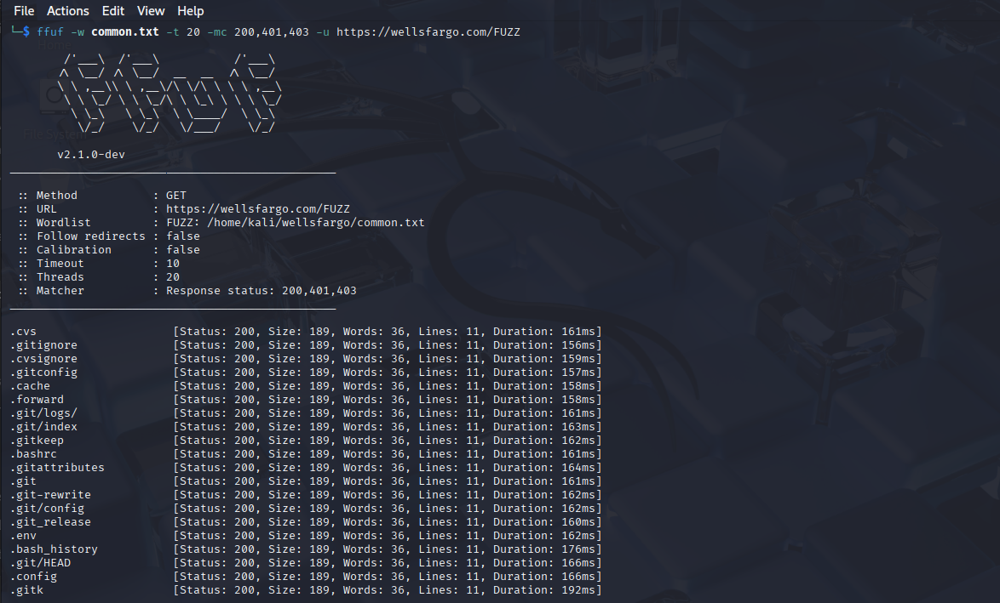 File Actions Edit View Help
└─$ ffuf -w common.txt -t 20 -mc 200,401,403 -u https://wellsfargo.com/FUZZ
        /'___\  /'___\           /'___\
       /\ \__/ /\ \__/  __  __  /\ \__/
       \ \ ,__\\ \ ,__\/\ \/\ \ \ \ ,__\
        \ \ \_/ \ \ \_/\ \ \_\ \ \ \ \_/
         \ \_\   \ \_\  \ \____/  \ \_\
          \/_/    \/_/   \/___/    \/_/
v2.1.0-dev
________________________________________________
:: Method : GET
:: URL : https://wellsfargo.com/FUZZ
:: Wordlist : FUZZ: /home/kali/wellsfargo/common.txt
:: Follow redirects : false
:: Calibration : false
:: Timeout : 10
:: Threads : 20
:: Matcher : Response status: 200,401,403
________________________________________________
.cvs [Status: 200, Size: 189, Words: 36, Lines: 11, Duration: 161ms]
.gitignore [Status: 200, Size: 189, Words: 36, Lines: 11, Duration: 156ms]
.cvsignore [Status: 200, Size: 189, Words: 36, Lines: 11, Duration: 159ms]
.gitconfig [Status: 200, Size: 189, Words: 36, Lines: 11, Duration: 157ms]
.cache [Status: 200, Size: 189, Words: 36, Lines: 11, Duration: 158ms]
.forward [Status: 200, Size: 189, Words: 36, Lines: 11, Duration: 158ms]
.git/logs/ [Status: 200, Size: 189, Words: 36, Lines: 11, Duration: 161ms]
.git/index [Status: 200, Size: 189, Words: 36, Lines: 11, Duration: 163ms]
.gitkeep [Status: 200, Size: 189, Words: 36, Lines: 11, Duration: 162ms]
.bashrc [Status: 200, Size: 189, Words: 36, Lines: 11, Duration: 161ms]
.gitattributes [Status: 200, Size: 189, Words: 36, Lines: 11, Duration: 164ms]
.git [Status: 200, Size: 189, Words: 36, Lines: 11, Duration: 161ms]
.git-rewrite [Status: 200, Size: 189, Words: 36, Lines: 11, Duration: 162ms]
.git/config [Status: 200, Size: 189, Words: 36, Lines: 11, Duration: 162ms]
.git_release [Status: 200, Size: 189, Words: 36, Lines: 11, Duration: 160ms]
.env [Status: 200, Size: 189, Words: 36, Lines: 11, Duration: 162ms]
.bash_history [Status: 200, Size: 189, Words: 36, Lines: 11, Duration: 176ms]
.git/HEAD [Status: 200, Size: 189, Words: 36, Lines: 11, Duration: 166ms]
.config [Status: 200, Size: 189, Words: 36, Lines: 11, Duration: 166ms]
.gitk [Status: 200, Size: 189, Words: 36, Lines: 11, Duration: 192ms]